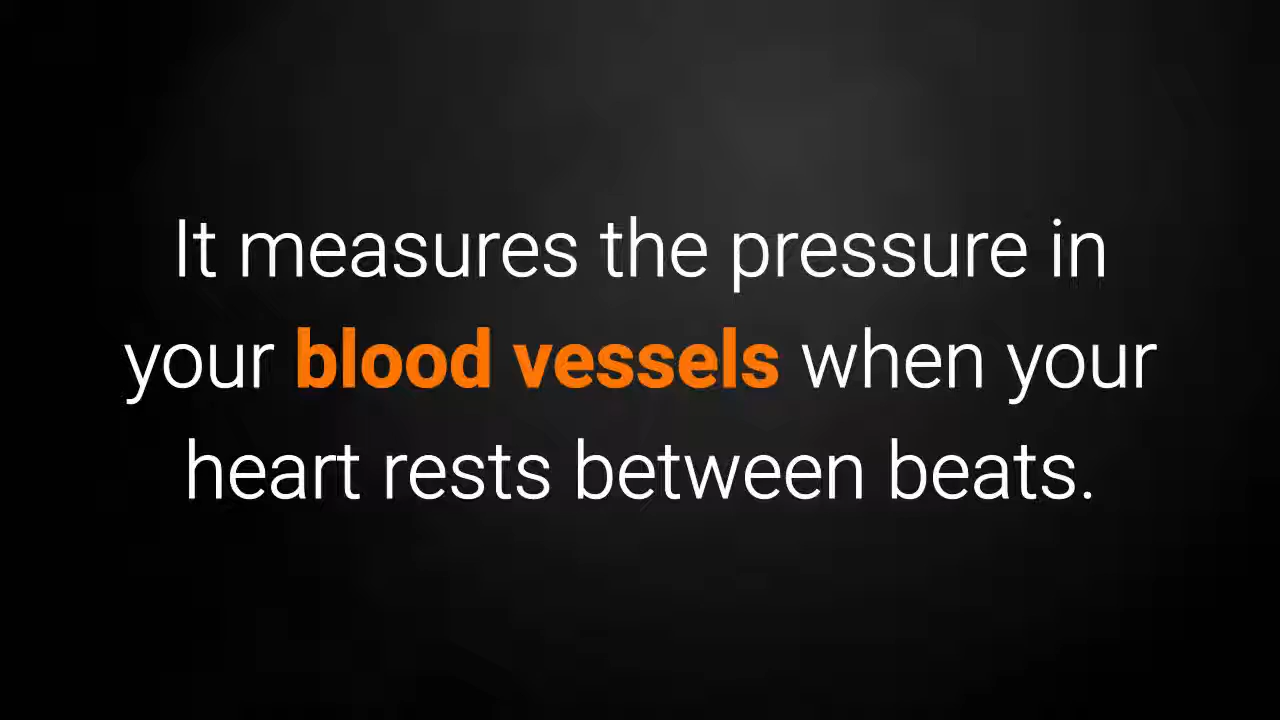 It measures the pressure in
your blood vessels when your
heart rests between beats.